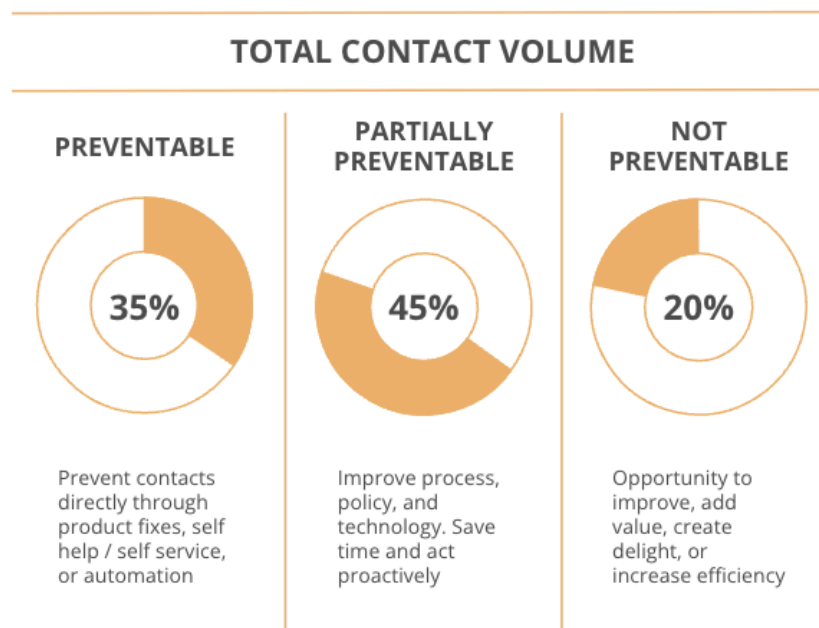 TOTAL CONTACT VOLUME
PREVENTABLE
35%
Prevent contacts
directly through
product fixes, self
help / self service,
or automation
PARTIALLY
PREVENTABLE
45%
Improve process,
policy, and
technology. Save
time and act
proactively
NOT
PREVENTABLE
20%
Opportunity to
improve, add
value, create
delight, or
increase efficiency